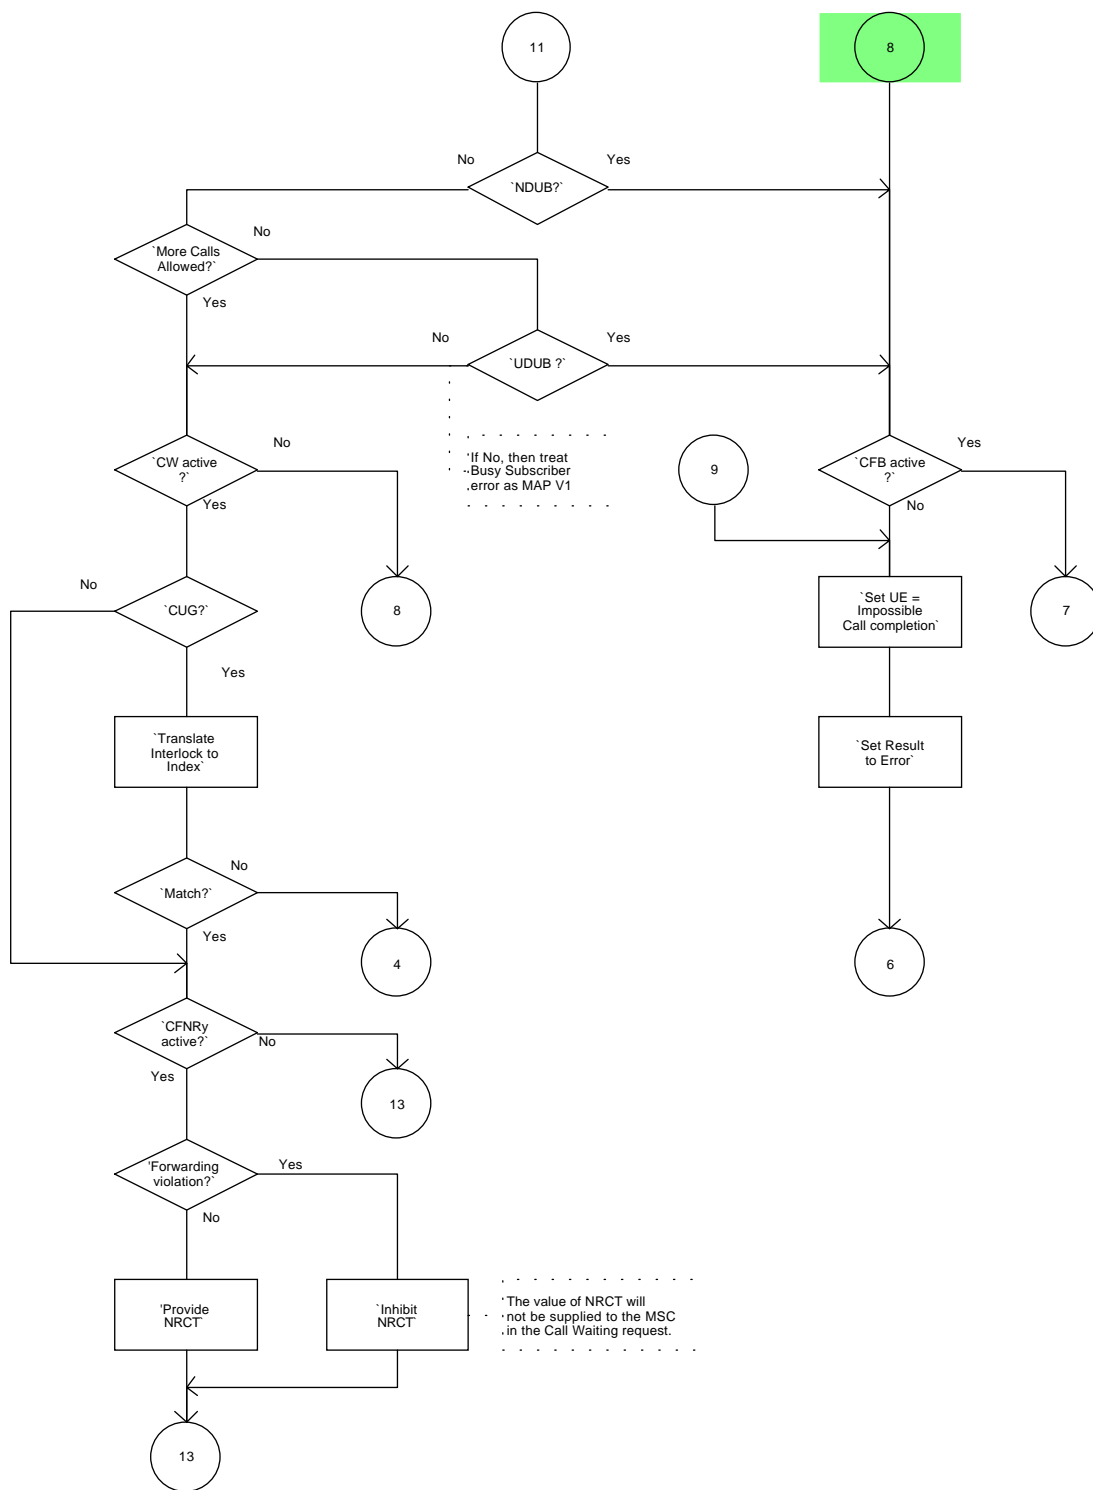 11
8
No
Yes
`NDUB?`
No
`More Calls
Allowed?`
Yes
No
Yes
`UDUB ?`
No
Yes
`If No, then treat
Busy Subscriber
error as MAP V1
`CW active
?`
9
`CFB active
?`
Yes
No
No
`CUG?`
8
`Set UE =
Impossible
Call completion`
7
Yes
`Translate
Interlock to
Index`
`Set Result
to Error`
No
`Match?`
Yes
4
6
`CFNRy
active?`
No
Yes
13
'Forwarding
violation?`
Yes
No
'Provide
NRCT`
`Inhibit
NRCT`
The value of NRCT will
not be supplied to the MSC
in the Call Waiting request.
13